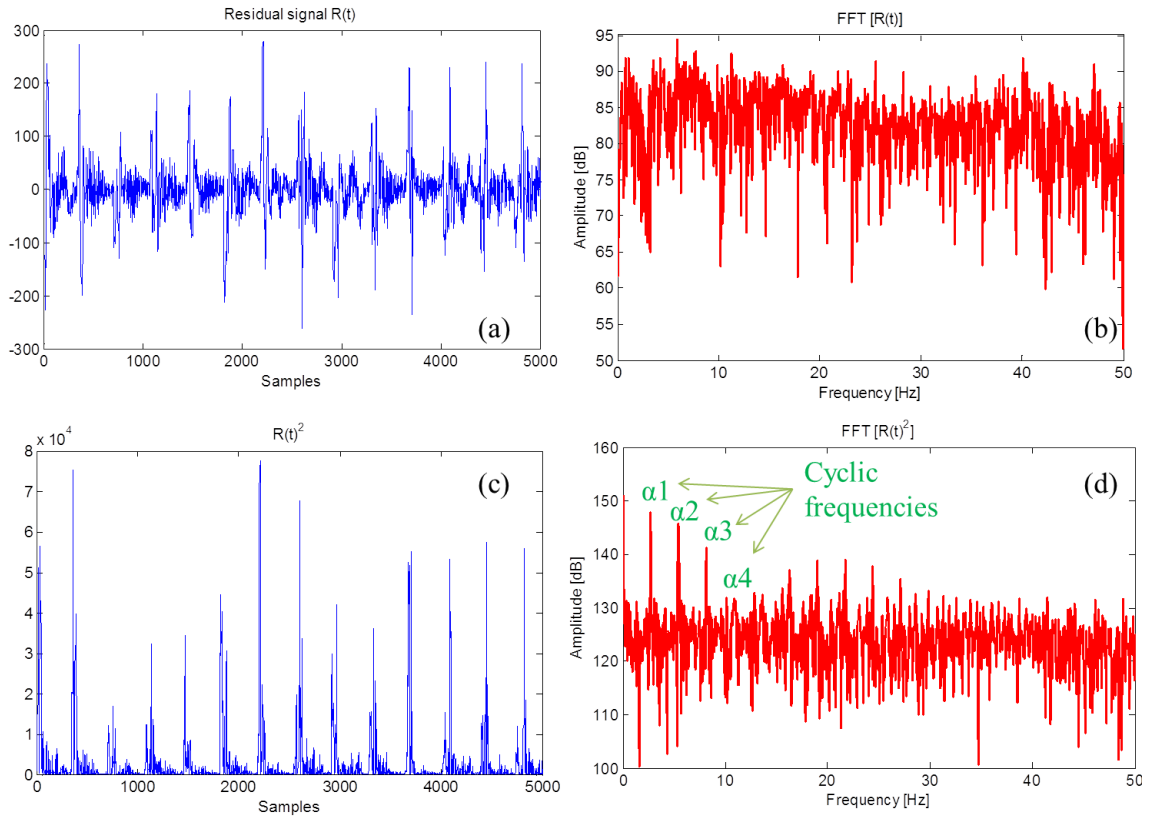 Residual signal R(t)
300
200
100
0
-100
-200
-300
0
1000
2000
3000
4000
5000
Samples
(a)
FFT [R(t)]
95
90
85
80
75
70
65
60
55
50
Amplitude [dB]
0
10
20
30
40
50
Frequency [Hz]
(b)
R(t)²
x 10⁴
8
7
6
5
4
3
2
1
0
0
1000
2000
3000
4000
5000
Samples
(c)
FFT [R(t)²]
160
150
140
130
120
110
100
Amplitude [dB]
0
10
20
30
40
50
Frequency [Hz]
(d)
Cyclic
frequencies
α1
α2
α3
α4